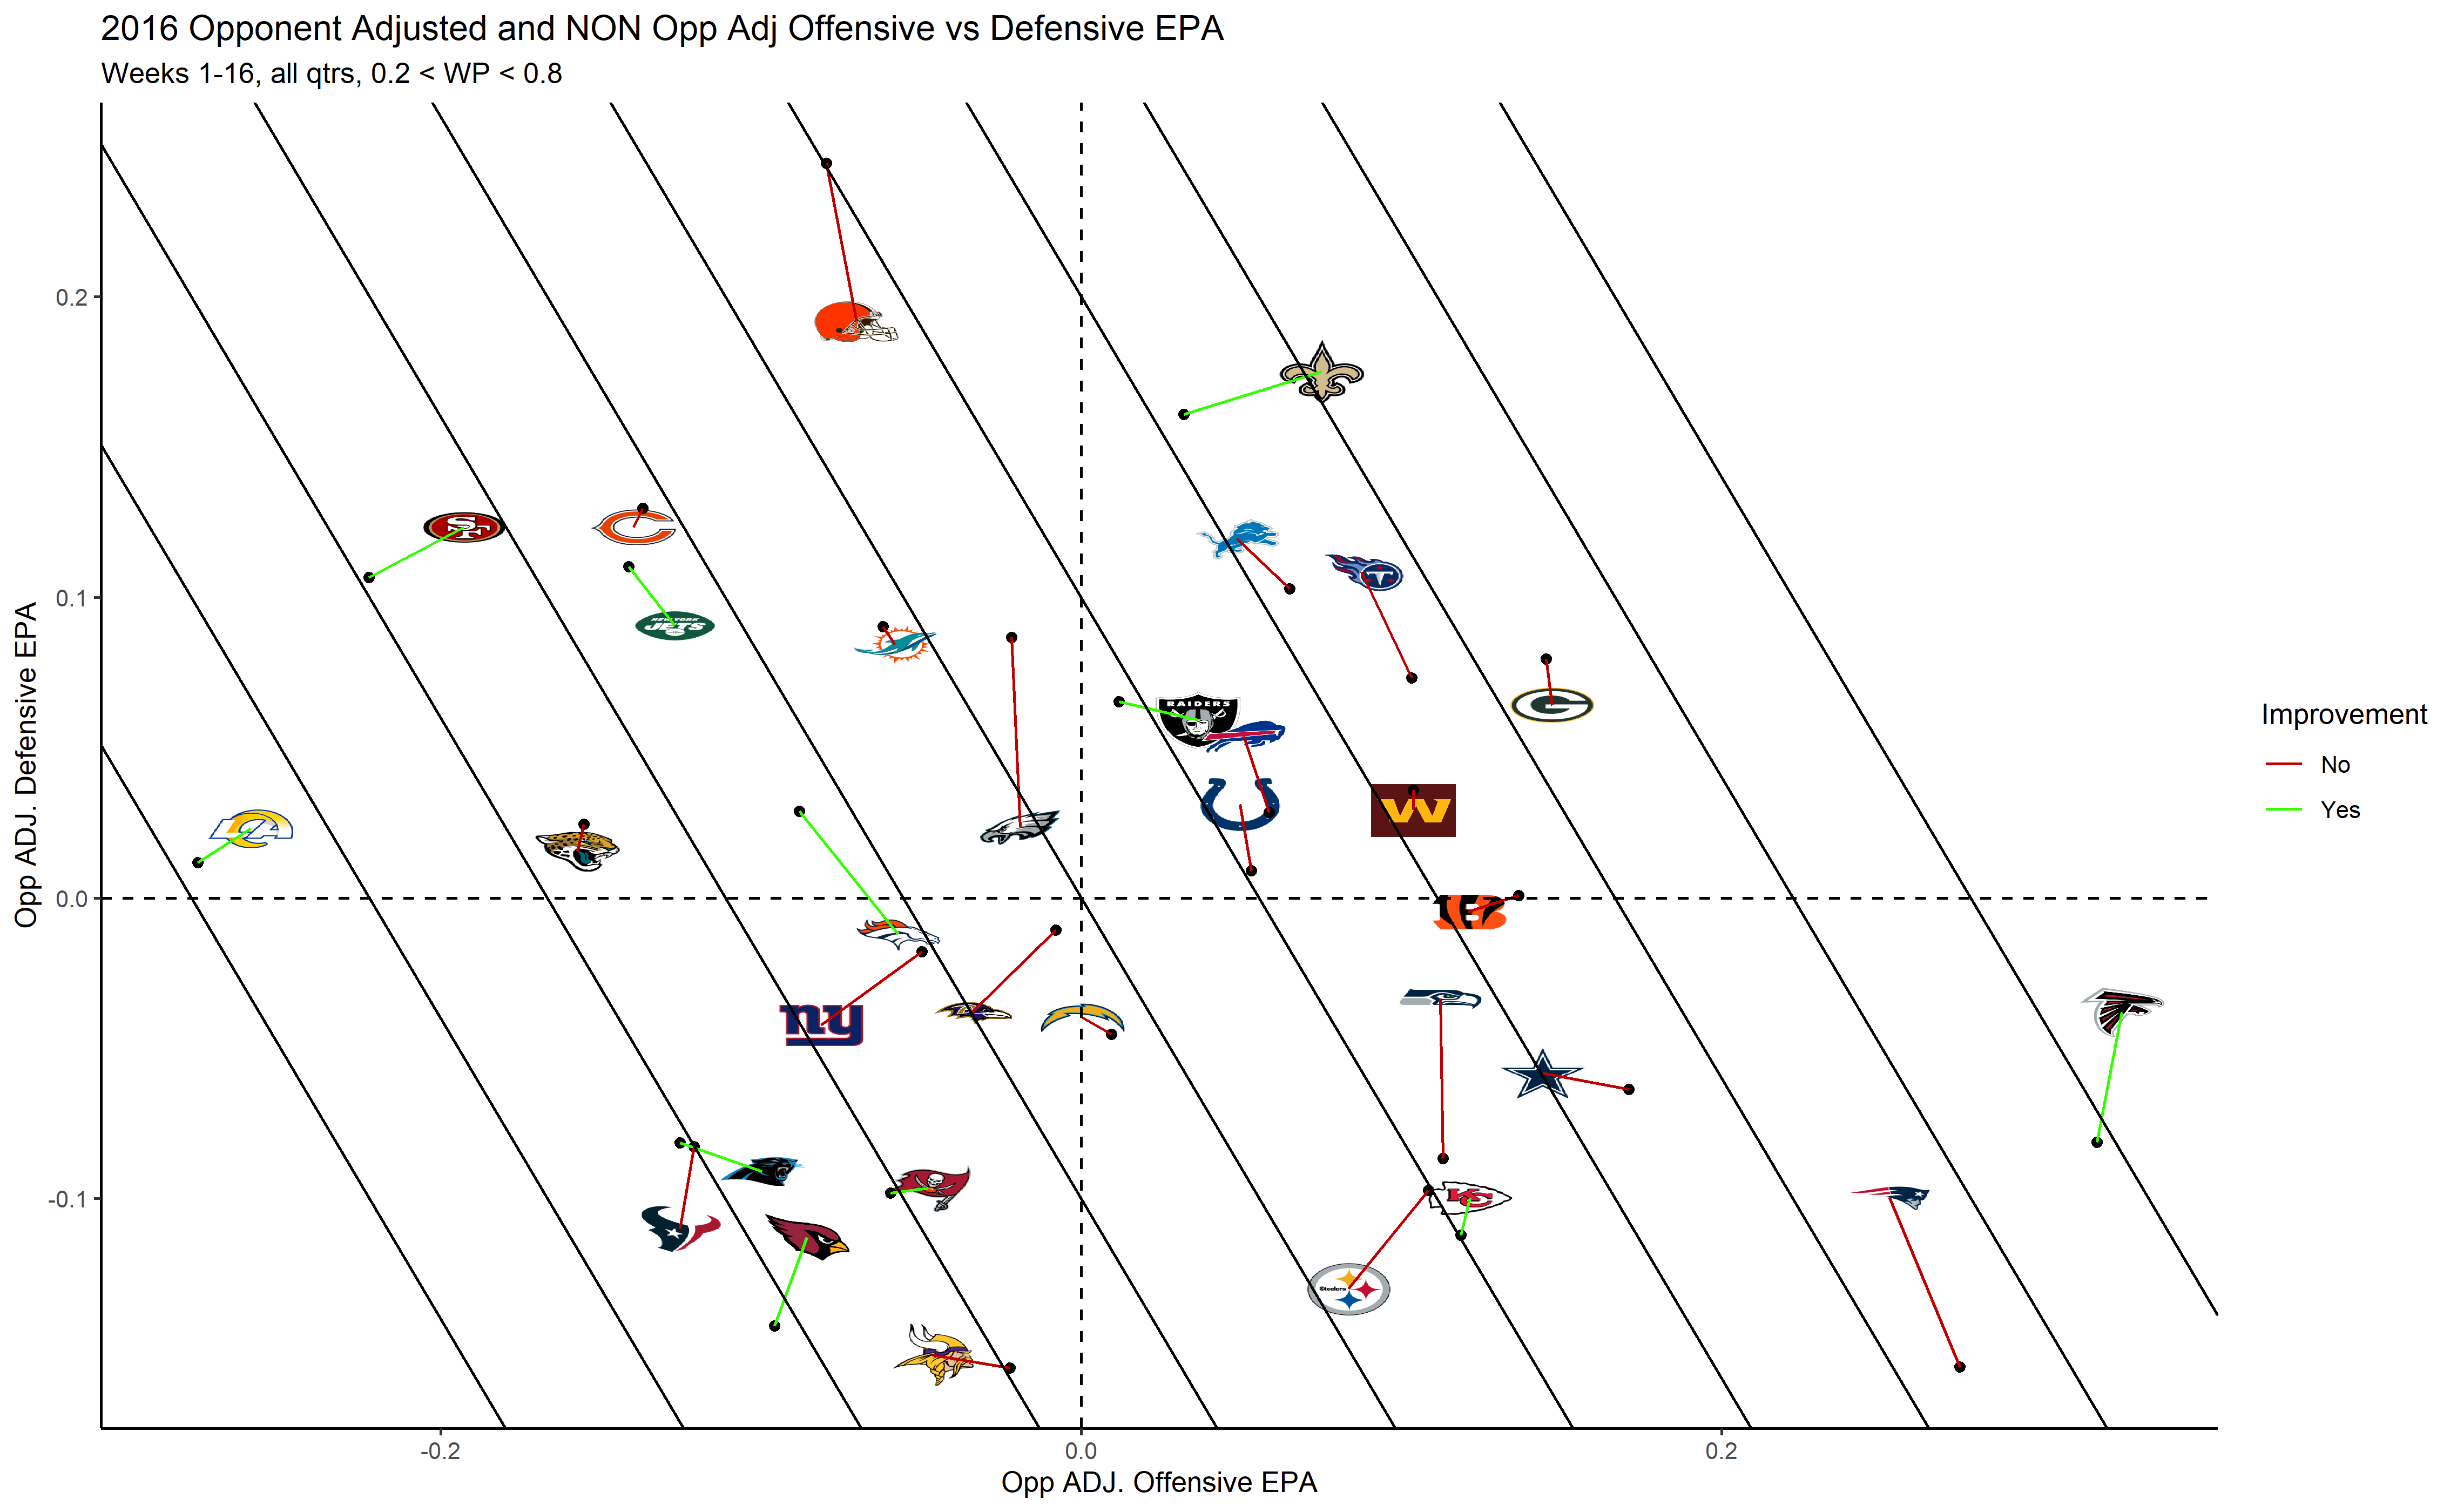 2016 Opponent Adjusted and NON Opp Adj Offensive vs Defensive EPA
Weeks 1-16, all qtrs, 0.2 < WP < 0.8
Opp ADJ. Defensive EPA
0.2
0.1
0.0
-0.1
-0.2
0.0
0.2
Opp ADJ. Offensive EPA
Improvement
No
Yes
SF
C
NEW YORK
JETS
RAIDERS
T
G
W
LA
B
ny
KC
Steelers